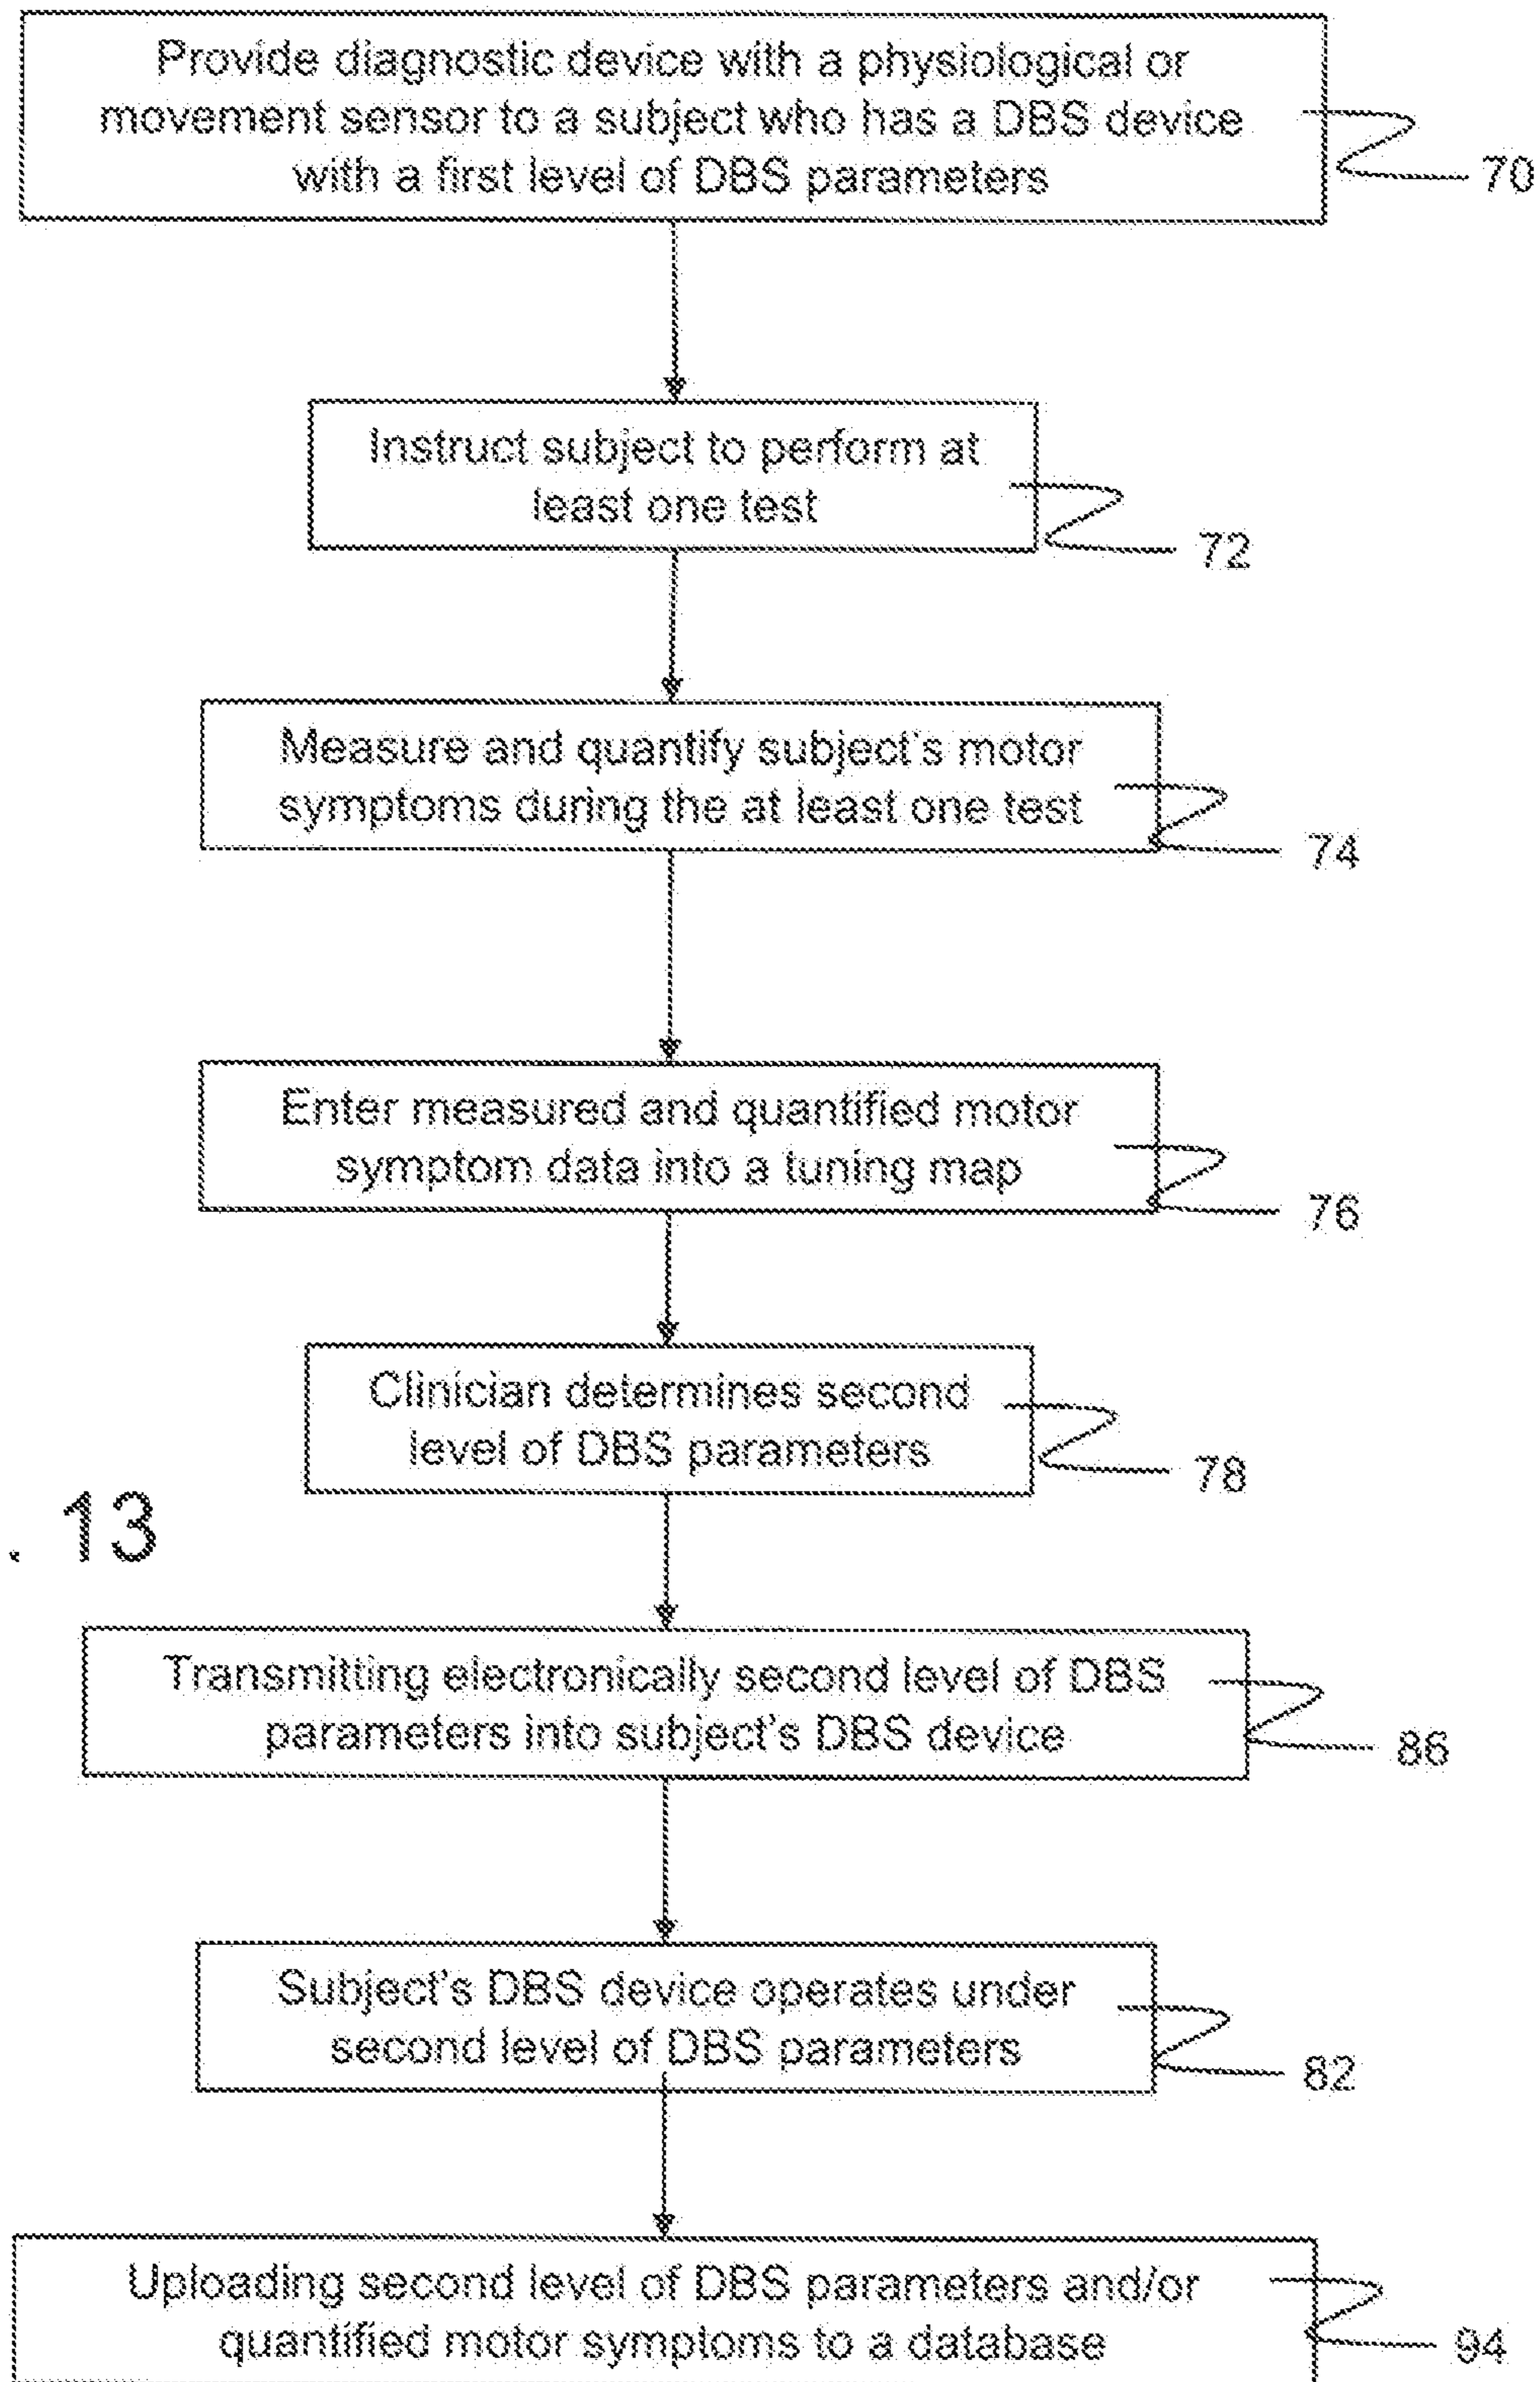 Provide diagnostic device with a physiological or
movement sensor to a subject who has a DBS device
with a first level of DBS parameters
70
Instruct subject to perform at
least one test
72
Measure and quantify subject's motor
symptoms during the at least one test
74
Enter measured and quantified motor
symptom data into a tuning map
76
Clinician determines second
level of DBS parameters
78
. 13
Transmitting electronically second level of DBS
parameters into subject's DBS device
86
Subject's DBS device operates under
second level of DBS parameters
82
Uploading second level of DBS parameters and/or
quantified motor symptoms to a database
94